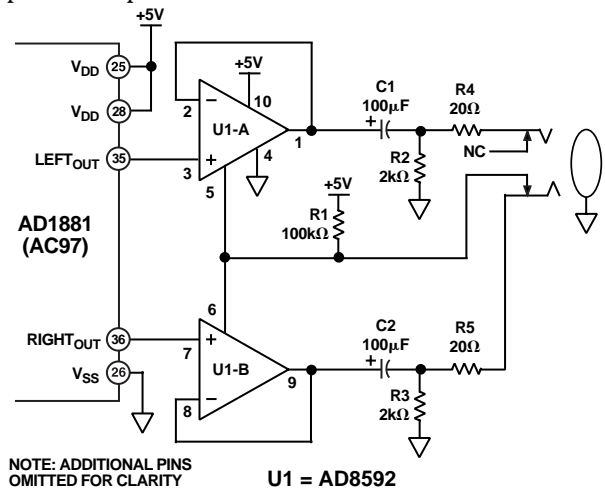 +5V
VDD 25
+5V
VDD 28
2
−
10
U1-A
1
C1
100µF
+
R4
20Ω
LEFTOUT 35
+
3
4
5
R2
2kΩ
NC
+5V
R1
100kΩ
AD1881
(AC97)
6
RIGHTOUT 36
7
+
U1-B
9
C2
100µF
+
R5
20Ω
VSS 26
8
−
R3
2kΩ
NOTE: ADDITIONAL PINS
OMITTED FOR CLARITY
U1 = AD8592